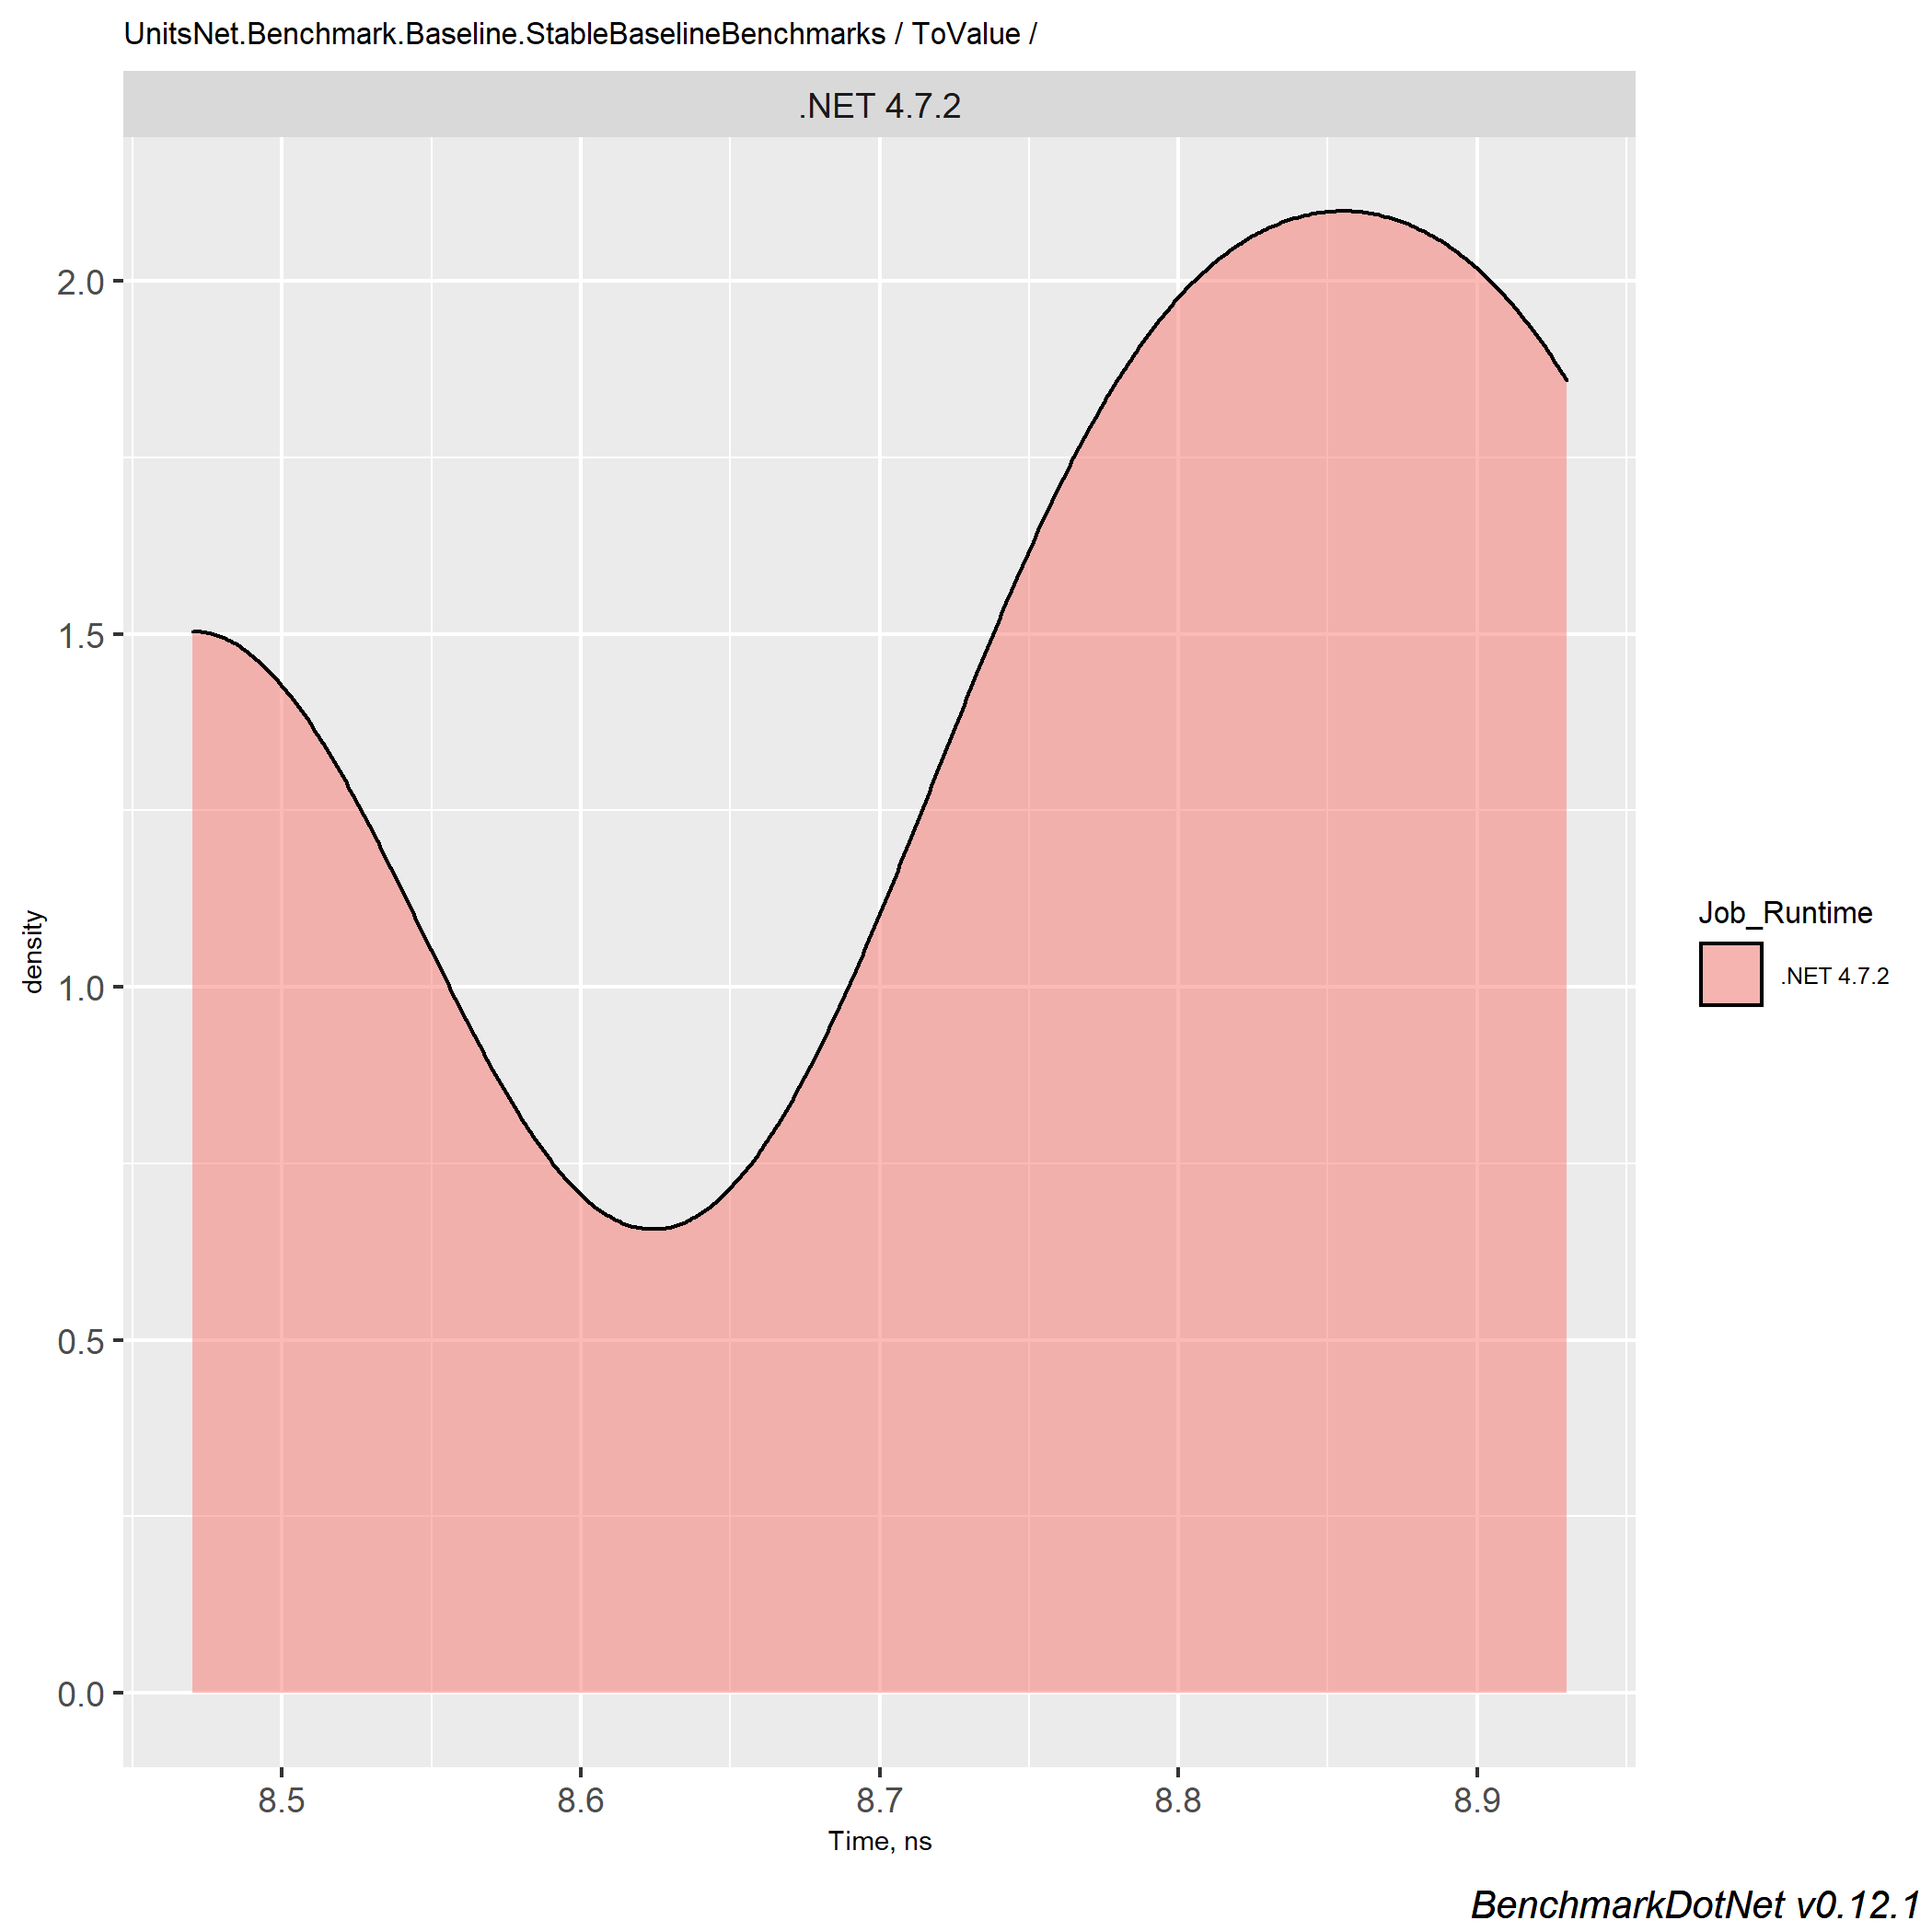 UnitsNet.Benchmark.Baseline.StableBaselineBenchmarks / ToValue /
.NET 4.7.2
2.0
1.5
1.0
0.5
0.0
density
8.5 8.6 8.7 8.8 8.9
Time, ns
Job_Runtime
.NET 4.7.2
BenchmarkDotNet v0.12.1